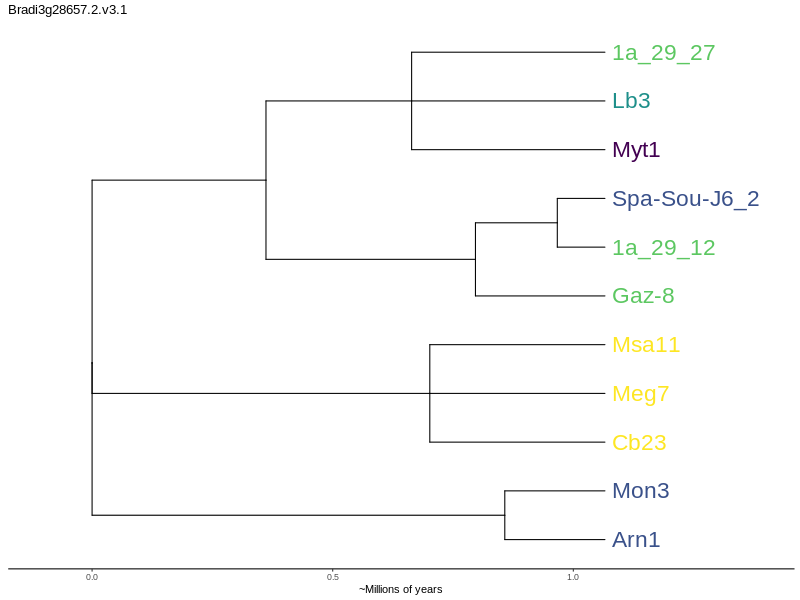 Bradi3g28657.2.v3.1
1a_29_27
Lb3
Myt1
Spa-Sou-J6_2
1a_29_12
Gaz-8
Msa11
Meg7
Cb23
Mon3
Arn1
0.0 0.5 1.0
~Millions of years